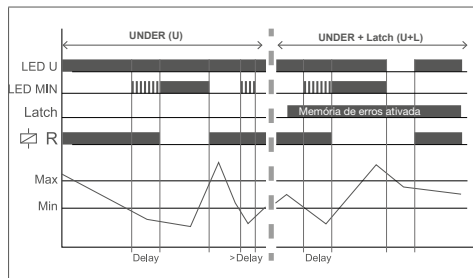 UNDER (U)
UNDER + Latch (U+L)
LED U
LED MIN
Latch
Memória de erros ativada
R
Max
Min
Delay
>Delay
Delay